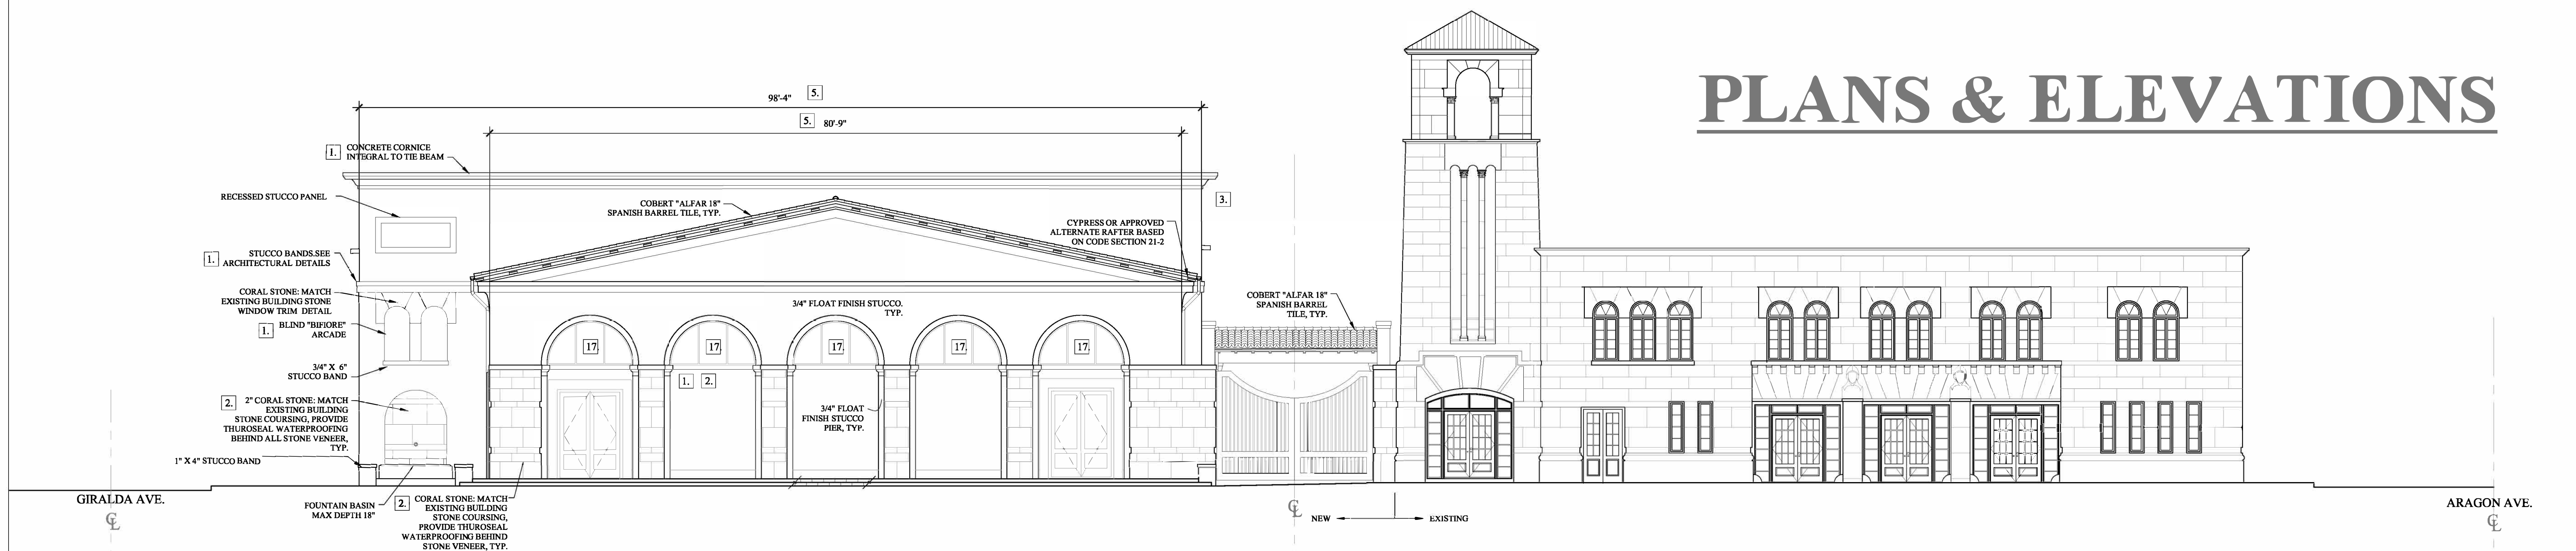 PLANS & ELEVATIONS
98'-4"
5.
5.
80'-9"
1.
CONCRETE CORNICE
INTEGRAL TO TIE BEAM
RECESSED STUCCO PANEL
COBERT "ALFAR 18"
SPANISH BARREL TILE, TYP.
3.
CYPRESS OR APPROVED
ALTERNATE RAFTER BASED
ON CODE SECTION 21-2
1.
STUCCO BANDS.SEE
ARCHITECTURAL DETAILS
CORAL STONE: MATCH
EXISTING BUILDING STONE
WINDOW TRIM DETAIL
3/4" FLOAT FINISH STUCCO.
TYP.
COBERT "ALFAR 18"
SPANISH BARREL
TILE, TYP.
1.
BLIND "BIFIORE"
ARCADE
17.
17.
17.
17.
17.
3/4" X 6"
STUCCO BAND
1.
2.
2.
2" CORAL STONE: MATCH
EXISTING BUILDING
STONE COURSING, PROVIDE
THUROSEAL WATERPROOFING
BEHIND ALL STONE VENEER,
TYP.
3/4" FLOAT
FINISH STUCCO
PIER, TYP.
1" X 4" STUCCO BAND
GIRALDA AVE.
CL
FOUNTAIN BASIN
MAX DEPTH 18"
2.
CORAL STONE: MATCH
EXISTING BUILDING
STONE COURSING,
PROVIDE THUROSEAL
WATERPROOFING BEHIND
STONE VENEER, TYP.
CL
NEW
EXISTING
ARAGON AVE.
CL